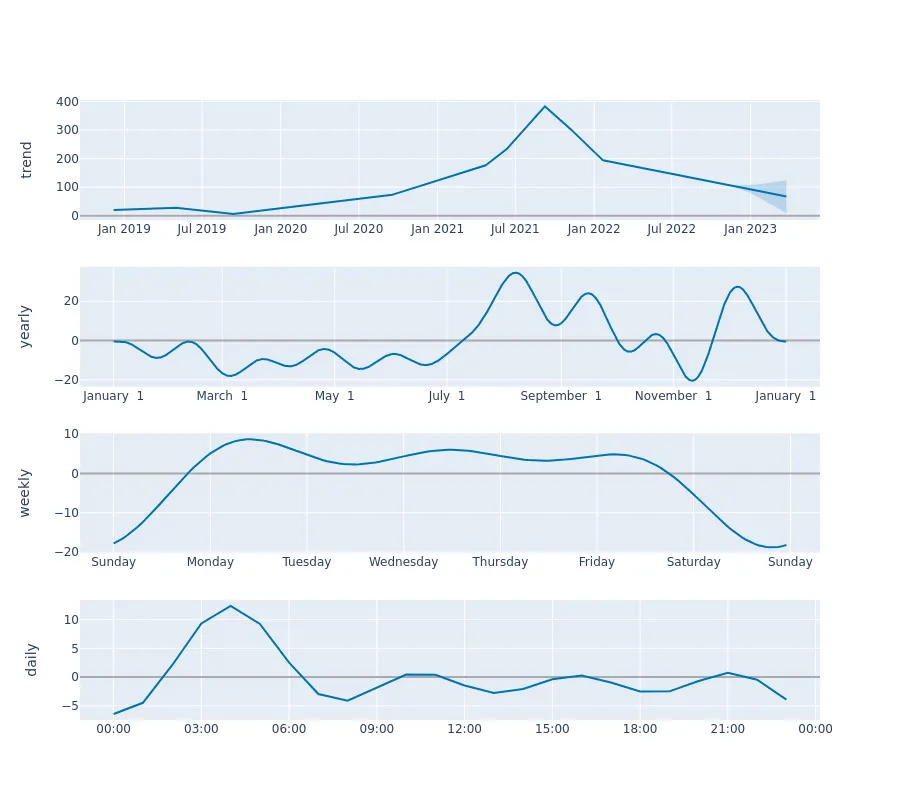 400
300
200
100
0
trend
Jan 2019 Jul 2019 Jan 2020 Jul 2020 Jan 2021 Jul 2021 Jan 2022 Jul 2022 Jan 2023
20
0
−20
yearly
January 1 March 1 May 1 July 1 September 1 November 1 January 1
10
0
−10
−20
weekly
Sunday Monday Tuesday Wednesday Thursday Friday Saturday Sunday
10
5
0
−5
daily
00:00 03:00 06:00 09:00 12:00 15:00 18:00 21:00 00:00